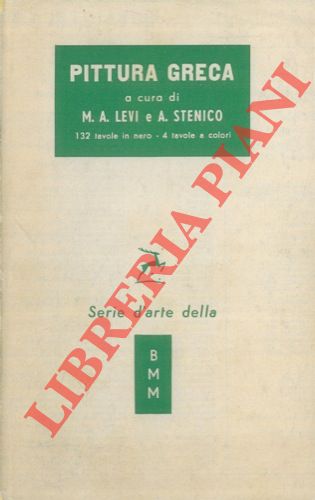 PITTURA GRECA
a cura di
M. A. LEVI e A. STENICO
132 tavole in nero - 4 tavole a colori
Serie d'arte della
B
M
M
LIBRERIA PIANI